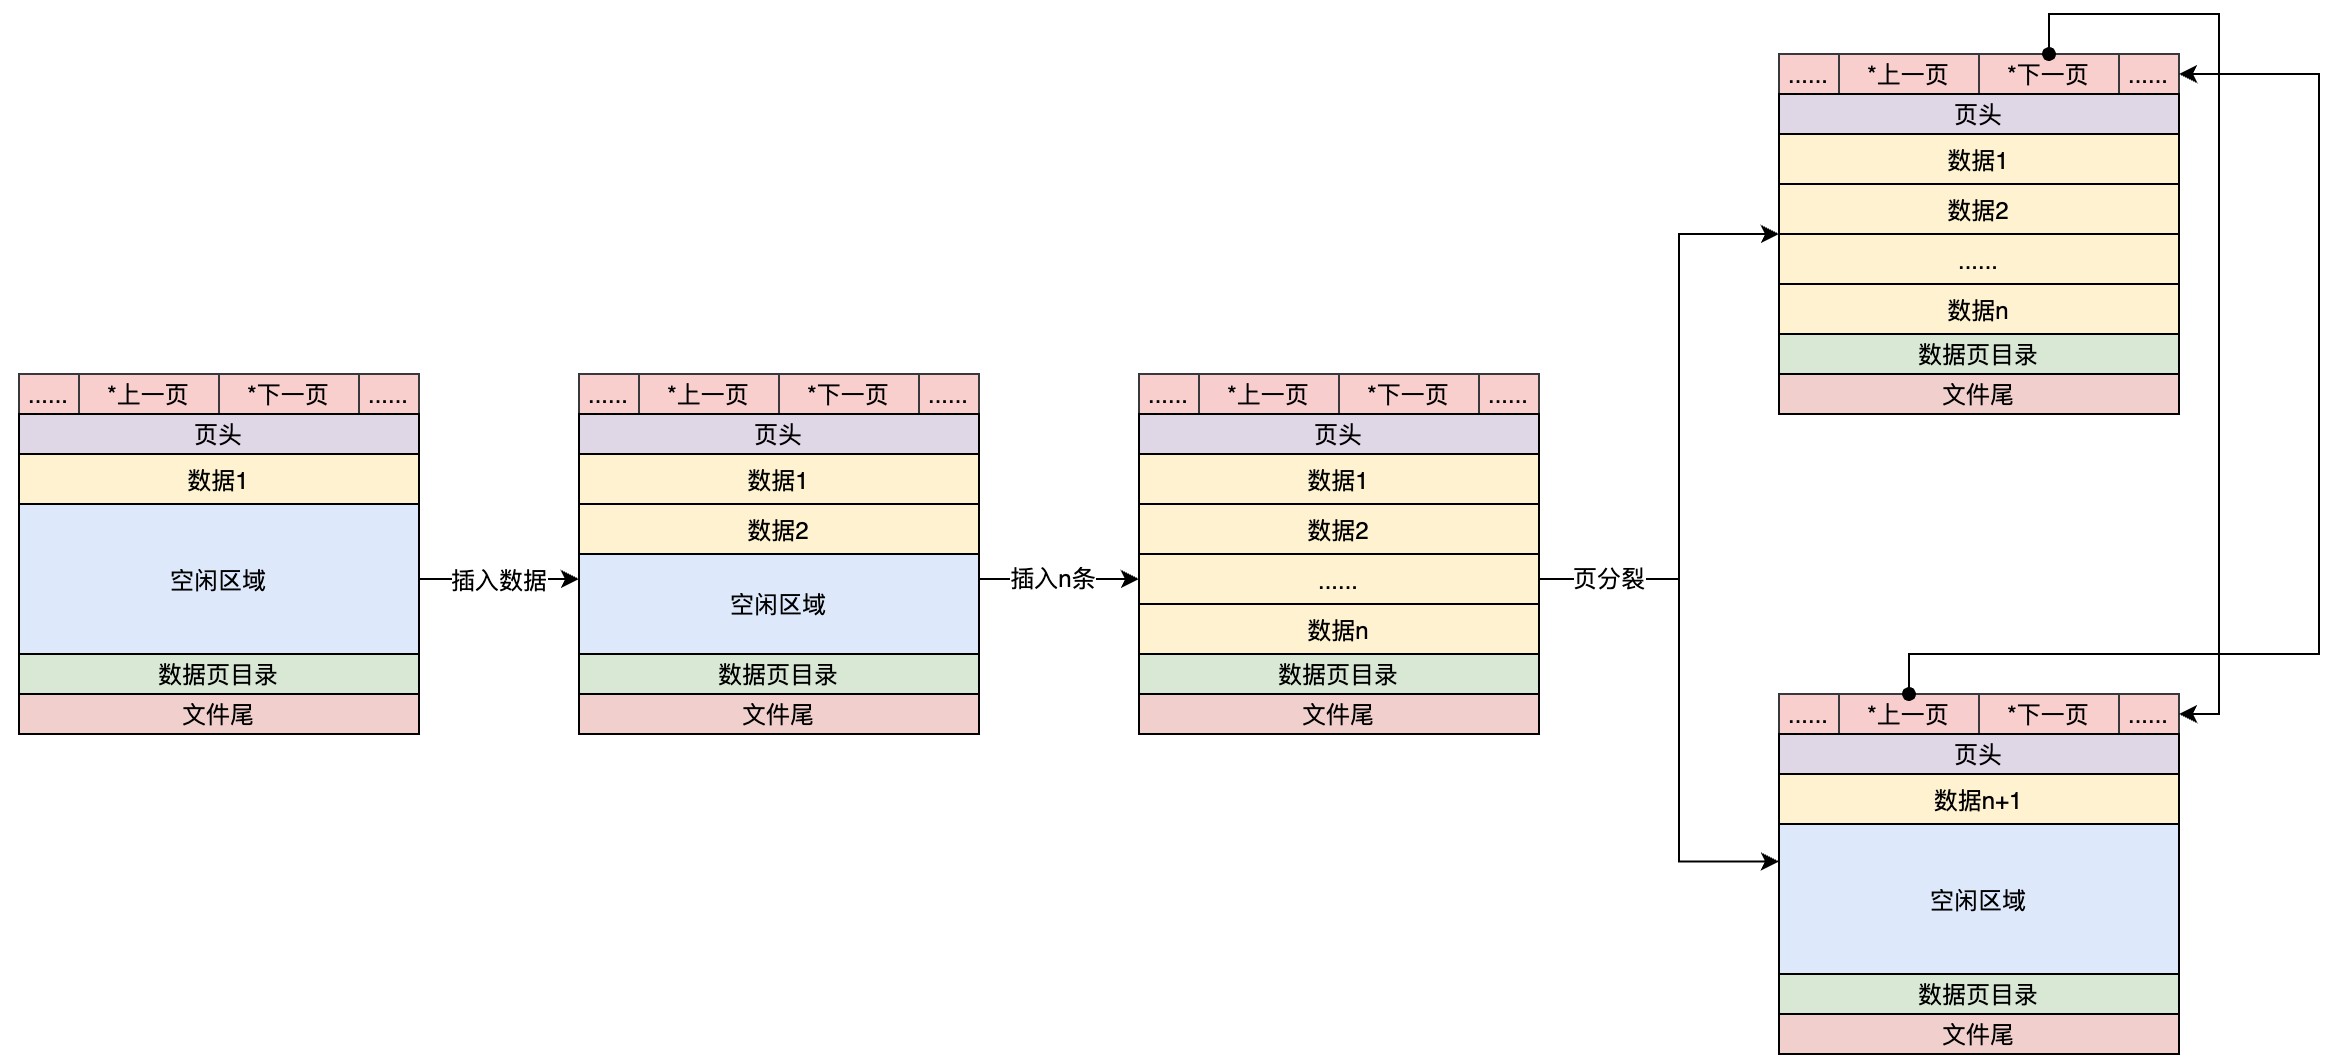 ...... *上一页 *下一页 ......
页头
数据1
空闲区域
数据页目录
文件尾
插入数据
...... *上一页 *下一页 ......
页头
数据1
数据2
空闲区域
数据页目录
文件尾
插入n条
...... *上一页 *下一页 ......
页头
数据1
数据2
......
数据n
数据页目录
文件尾
页分裂
...... *上一页 *下一页 ......
页头
数据1
数据2
......
数据n
数据页目录
文件尾
...... *上一页 *下一页 ......
页头
数据n+1
空闲区域
数据页目录
文件尾